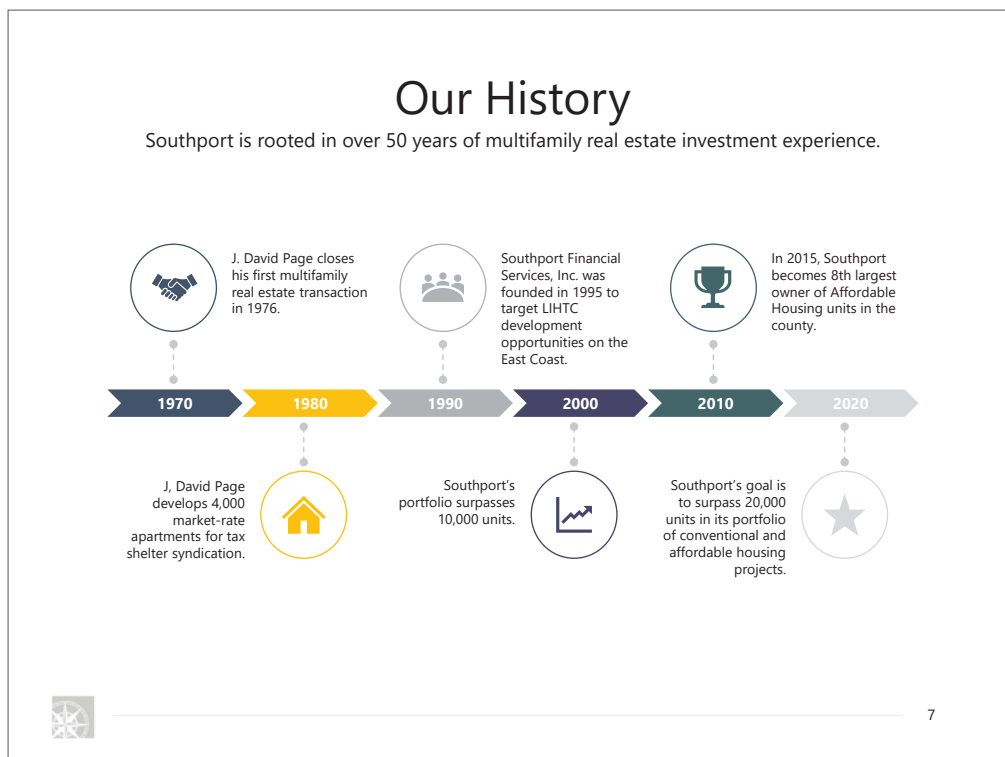 Our History
Southport is rooted in over 50 years of multifamily real estate investment experience.
J. David Page closes
his first multifamily
real estate transaction
in 1976.
Southport Financial
Services, Inc. was
founded in 1995 to
target LIHTC
development
opportunities on the
East Coast.
In 2015, Southport
becomes 8th largest
owner of Affordable
Housing units in the
county.
1970
1980
1990
2000
2010
2020
J, David Page
develops 4,000
market-rate
apartments for tax
shelter syndication.
Southport’s
portfolio surpasses
10,000 units.
Southport’s goal is
to surpass 20,000
units in its portfolio
of conventional and
affordable housing
projects.
7